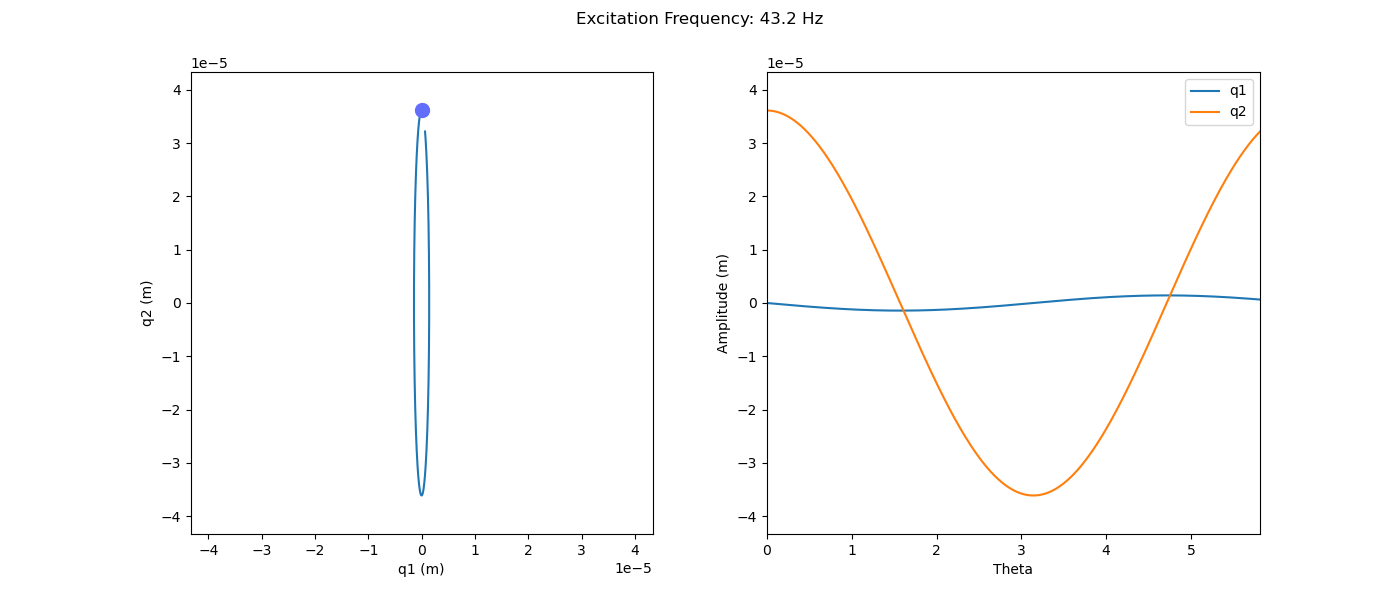 Excitation Frequency: 43.2 Hz
1e−5
4
3
2
1
0
−1
−2
−3
−4
q2 (m)
−4 −3 −2 −1 0 1 2 3 4
q1 (m)
1e−5
1e−5
4
3
2
1
0
−1
−2
−3
−4
Amplitude (m)
0 1 2 3 4 5
Theta
q1
q2